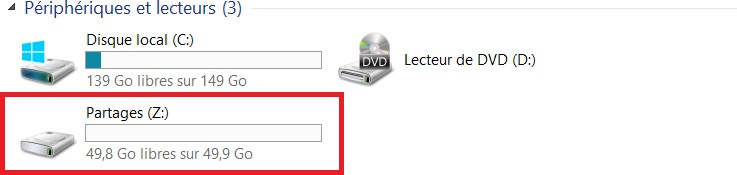 Périphériques et lecteurs (3)
Disque local (C:)
139 Go libres sur 149 Go
DVD
Lecteur de DVD (D:)
Partages (Z:)
49,8 Go libres sur 49,9 Go